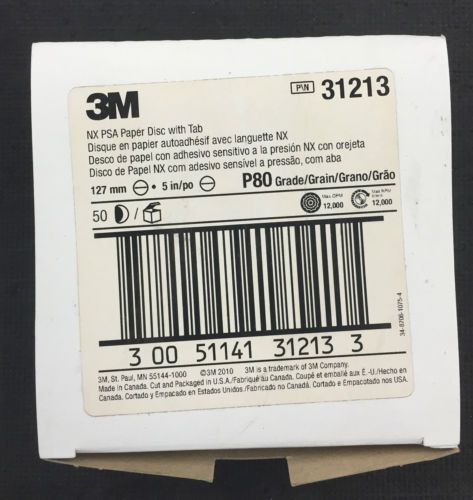 3M
P\N 31213
NX PSA Paper Disc with Tab
Disque en papier autoadhésif avec languette NX
Desco de papel con adhesivo sensitivo a la presión NX con orejeta
Disco de Papel NX com adesivo sensível a pressão, com aba
127 mm • 5 in/po P80 Grade/Grain/Grano/Grão
50 / Max OPM 12,000 Max RPM 12,000
34-8706-1075-4
3 00 51141 31213 3
3M, St. Paul, MN 55144-1000 ©3M 2010 3M is a trademark of 3M Company.
Made in Canada. Cut and Packaged in U.S.A./Fabriqué au Canada. Coupé et emballé aux É.-U./Hecho en
Canadá. Cortado y Empacado en Estados Unidos./Fabricado no Canadá. Cortado e Empacotado nos USA.